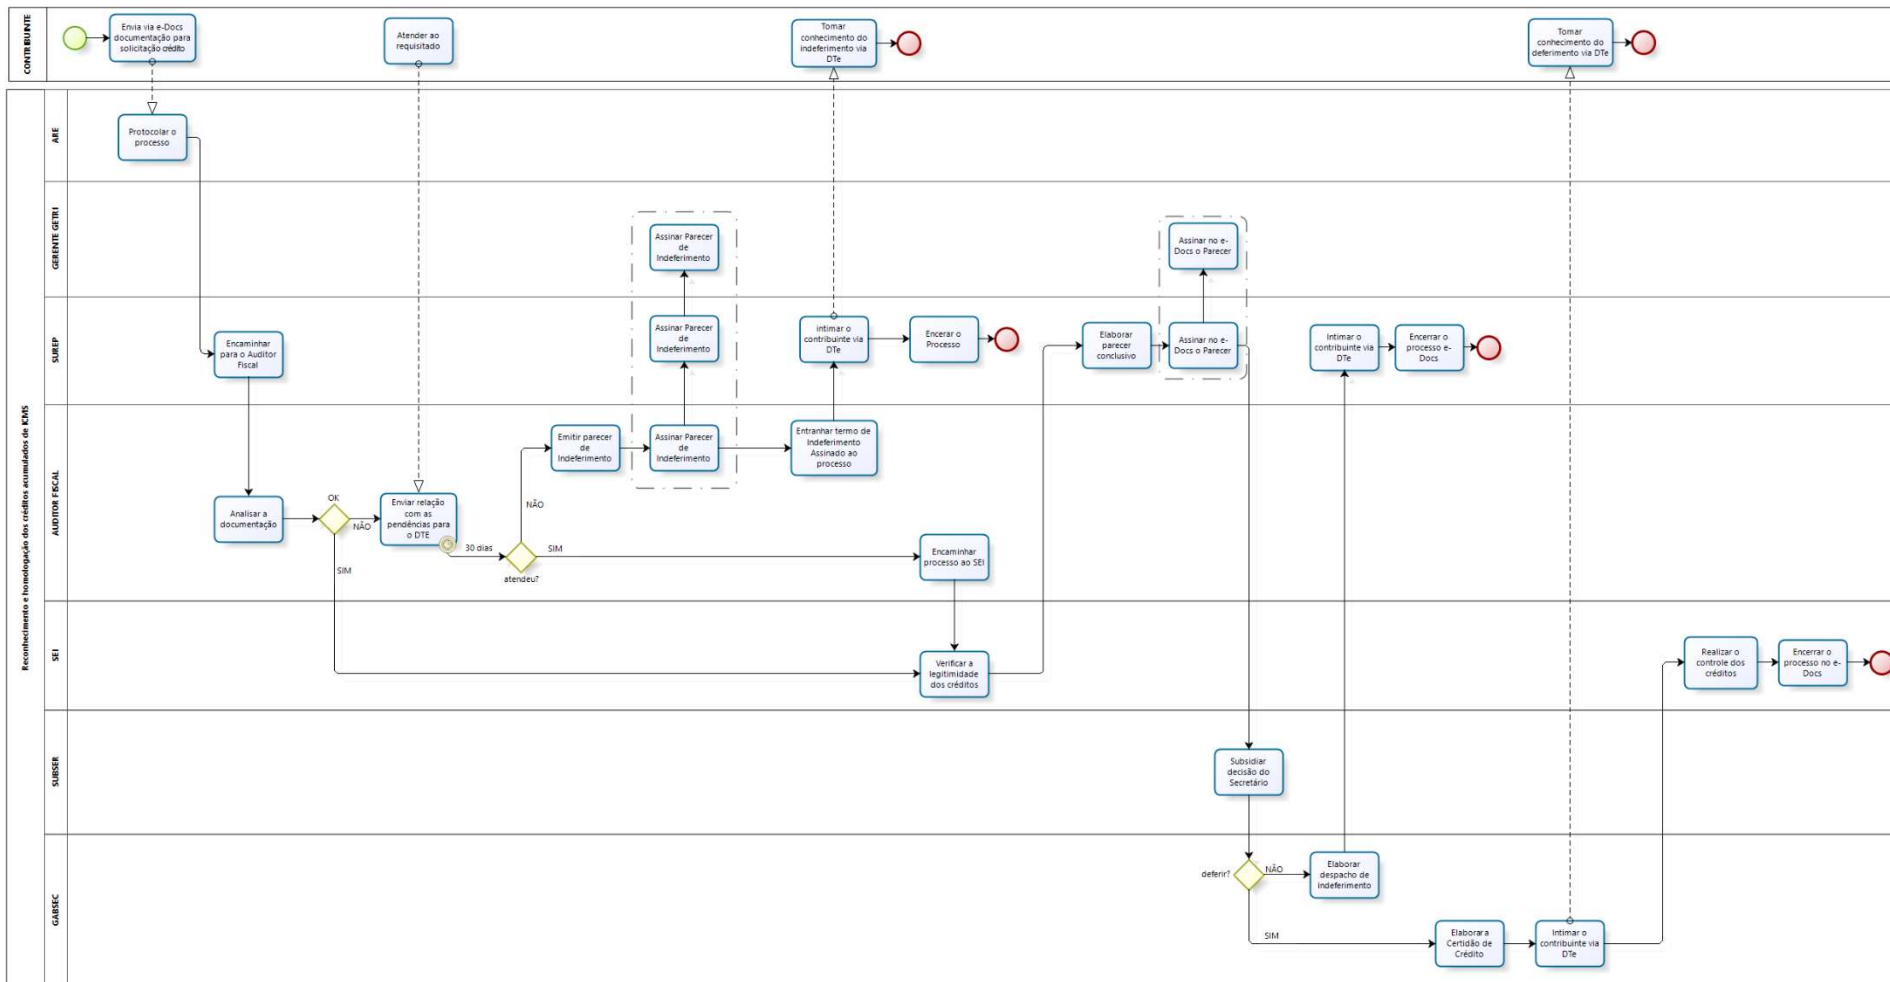 CONTRIBUINTE
Envia via e-Docs
documentação para
solicitação crédito
Atender ao
requisitado
Tomar
conhecimento do
indeferimento via
DTe
Tomar
conhecimento do
deferimento via DTe
Reconhecimento e homologação dos créditos acumulados de ICMS
ARE
Protocolar o
processo
GERENTE GETRI
Assinar Parecer
de
Indeferimento
Assinar no e-
Docs o Parecer
SUREP
Encaminhar
para o Auditor
Fiscal
Assinar Parecer
de
Indeferimento
intimar o
contribuinte via
DTe
Encerar o
Processo
Elaborar
parecer
conclusivo
Assinar no e-
Docs o Parecer
Intimar o
contribuinte via
DTe
Encerrar o
processo e-
Docs
AUDITOR FISCAL
Analisar a
documentação
OK
NÃO
SIM
Enviar relação
com as
pendências para
o DTE
30 dias
atendeu?
NÃO
SIM
Emitir parecer
de
Indeferimento
Assinar Parecer
de
Indeferimento
Entranhar termo de
Indeferimento
Assinado ao
processo
Encaminhar
processo ao SEI
SEI
Verificar a
legitimidade
dos créditos
Realizar o
controle dos
créditos
Encerrar o
processo no e-
Docs
SUBSER
Subsidiar
decisão do
Secretário
GABSEC
deferir?
NÃO
SIM
Elaborar
despacho de
indeferimento
Elaborar a
Certidão de
Crédito
Intimar o
contribuinte via
DTe